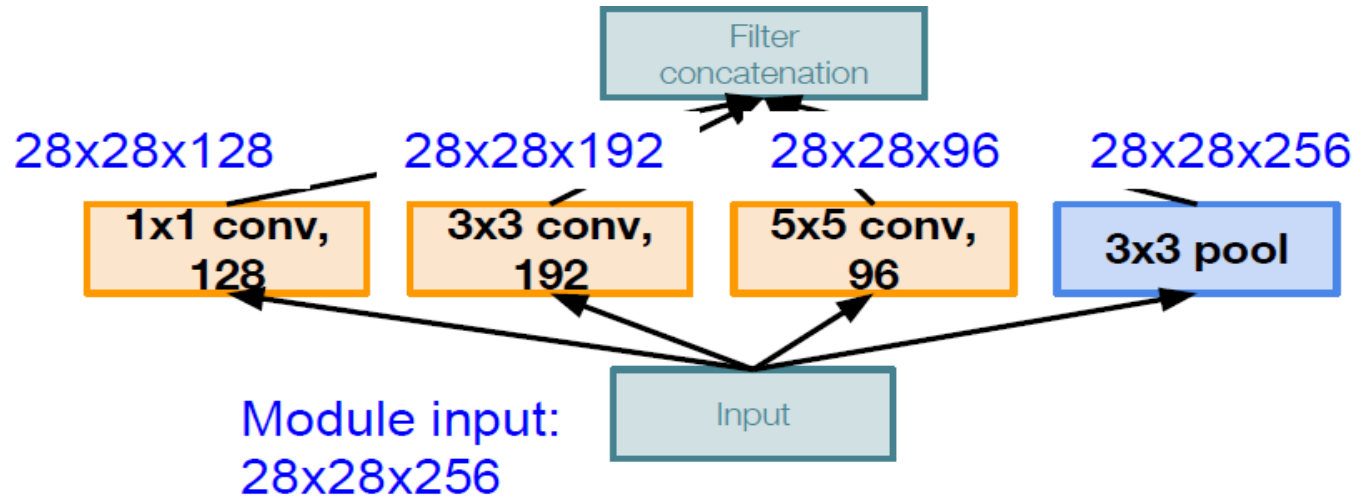 Filter
concatenation
28x28x128
28x28x192
28x28x96
28x28x256
1x1 conv,
128
3x3 conv,
192
5x5 conv,
96
3x3 pool
Input
Module input:
28x28x256